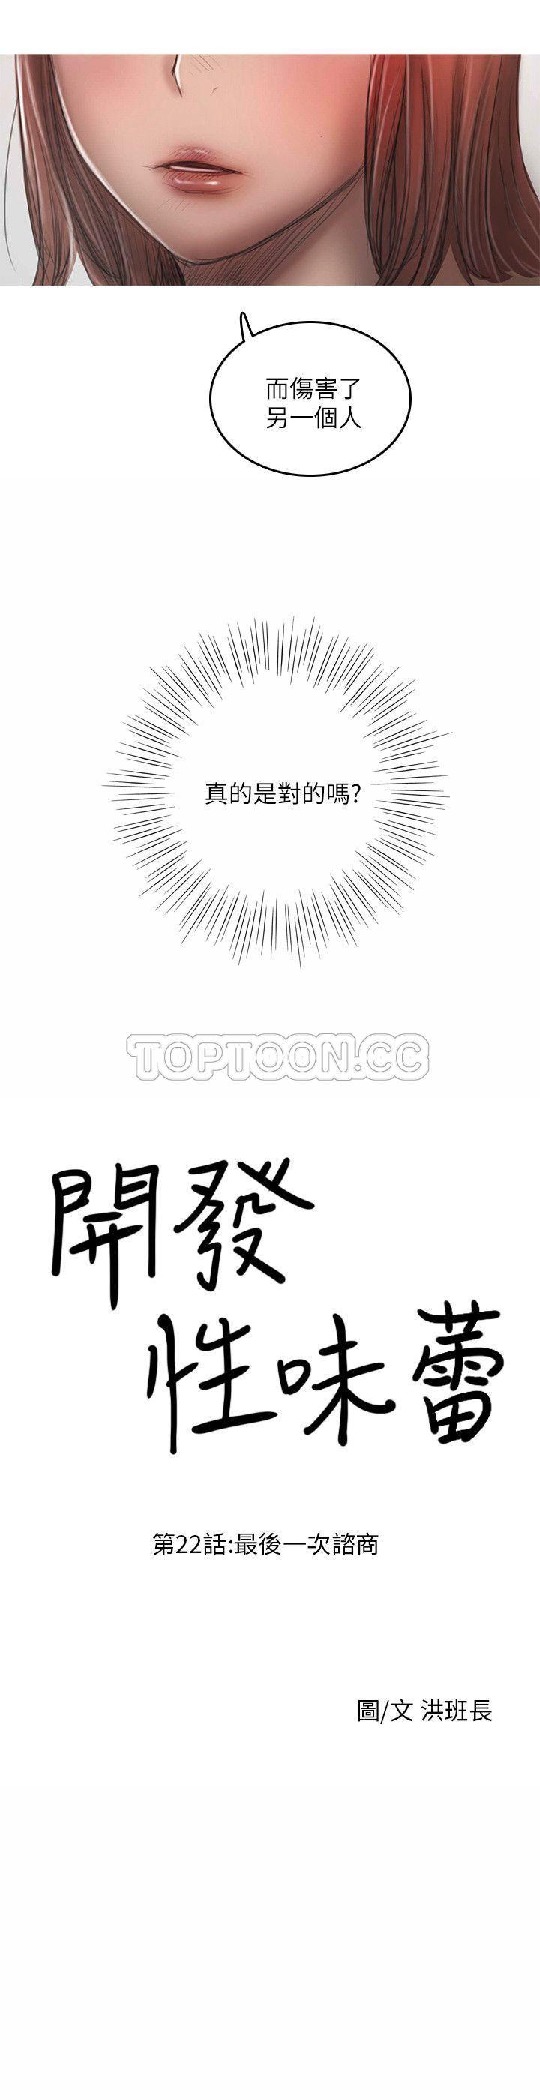 而傷害了
另一個人
真的是對的嗎?
TOPTOON.CC
開發
性味蕾
第22話:最後一次諮商
圖/文 洪班長